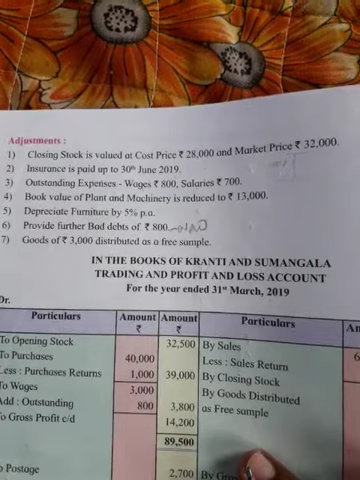 Adjustments :
1) Closing Stock is valued at Cost Price ₹ 28,000 and Market Price ₹ 32,000.
2) Insurance is paid up to 30th June 2019.
3) Outstanding Expenses - Wages ₹ 800, Salaries ₹ 700.
4) Book value of Plant and Machinery is reduced to ₹ 13,000.
5) Depreciate Furniture by 5% p.a.
6) Provide further Bad debts of ₹ 800
7) Goods of ₹ 3,000 distributed as a free sample.
IN THE BOOKS OF KRANTI AND SUMANGALA
TRADING AND PROFIT AND LOSS ACCOUNT
For the year ended 31st March, 2019
Dr.
Particulars Amount ₹ Amount ₹ Particulars
To Opening Stock 32,500 By Sales
To Purchases 40,000 Less : Sales Return
Less : Purchases Returns 1,000 39,000 By Closing Stock
To Wages 3,000 By Goods Distributed
Add : Outstanding 800 3,800 as Free sample
To Gross Profit c/d 14,200
89,500
Postage 2,700 By